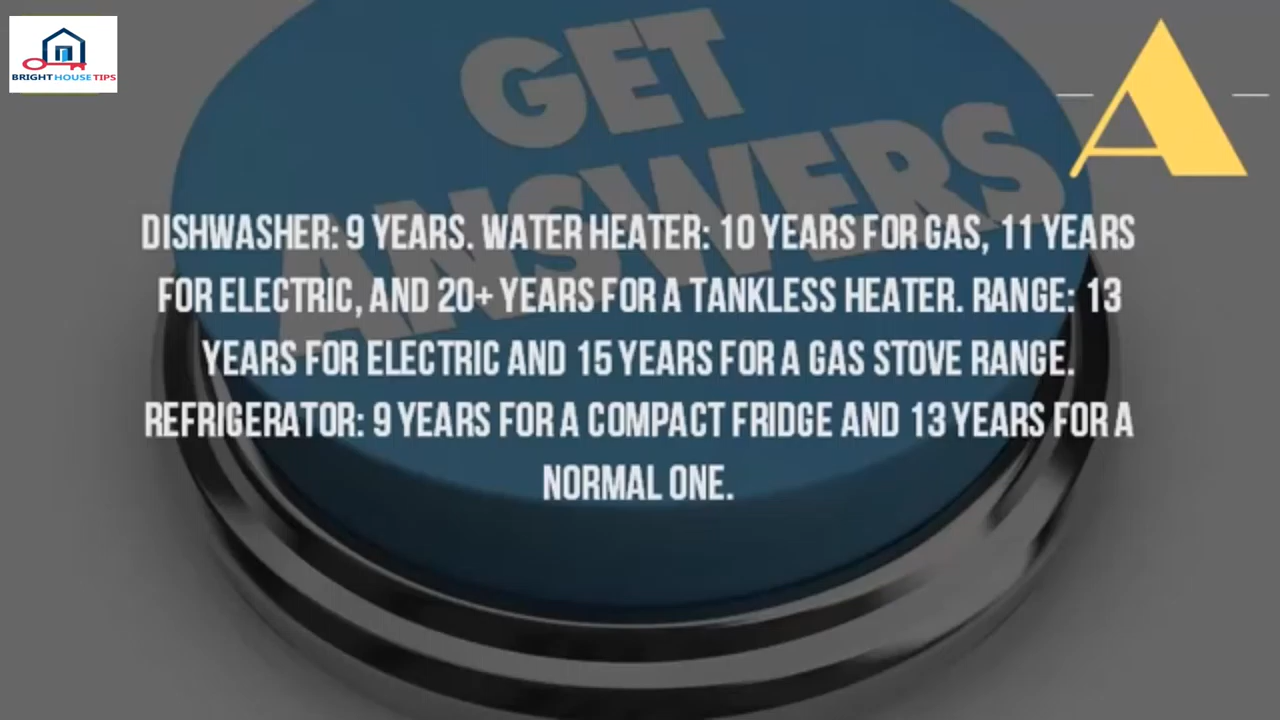 BRIGHT HOUSE TIPS
GET
ANSWERS
A
DISHWASHER: 9 YEARS. WATER HEATER: 10 YEARS FOR GAS, 11 YEARS
FOR ELECTRIC, AND 20+ YEARS FOR A TANKLESS HEATER. RANGE: 13
YEARS FOR ELECTRIC AND 15 YEARS FOR A GAS STOVE RANGE.
REFRIGERATOR: 9 YEARS FOR A COMPACT FRIDGE AND 13 YEARS FOR A
NORMAL ONE.